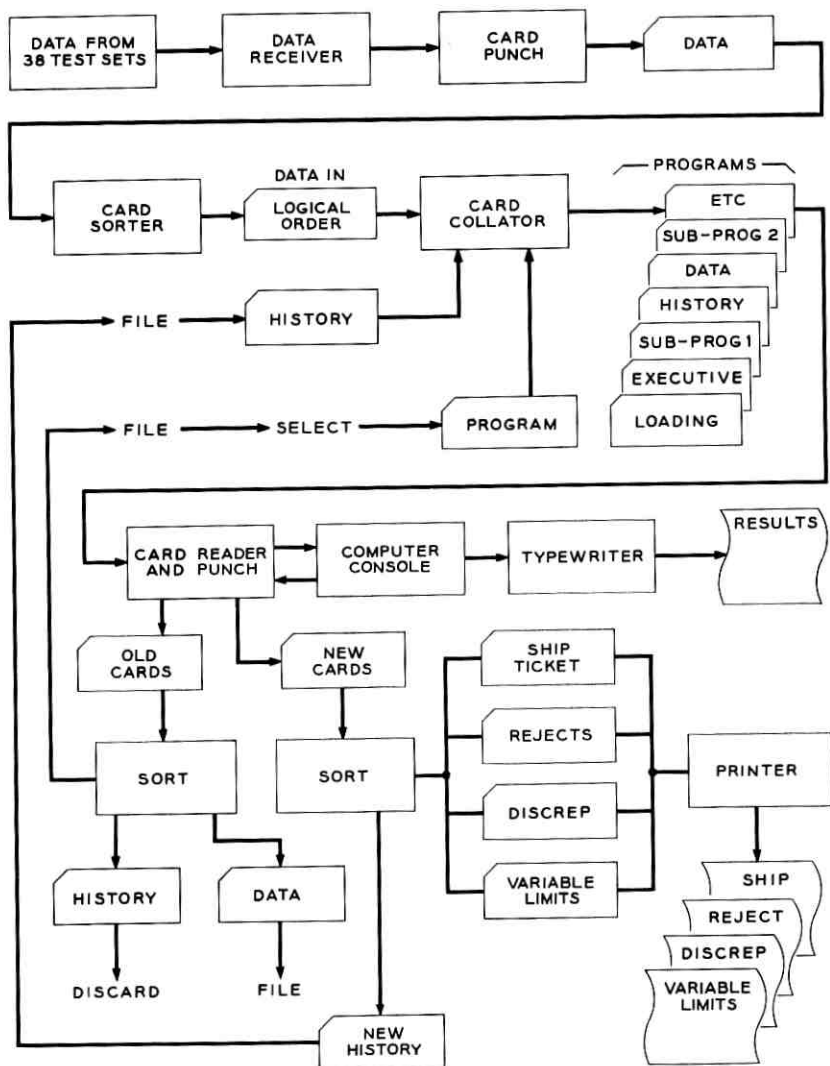 DATA FROM
38 TEST SETS
DATA
RECEIVER
CARD
PUNCH
DATA
CARD
SORTER
DATA IN
LOGICAL
ORDER
CARD
COLLATOR
PROGRAMS
ETC
SUB-PROG 2
DATA
HISTORY
SUB-PROG 1
EXECUTIVE
LOADING
FILE
HISTORY
FILE
SELECT
PROGRAM
CARD READER
AND PUNCH
COMPUTER
CONSOLE
TYPEWRITER
RESULTS
OLD
CARDS
NEW
CARDS
SHIP
TICKET
REJECTS
DISCREP
VARIABLE
LIMITS
SORT
SORT
PRINTER
HISTORY
DATA
DISCARD
FILE
NEW
HISTORY
SHIP
REJECT
DISCREP
VARIABLE
LIMITS